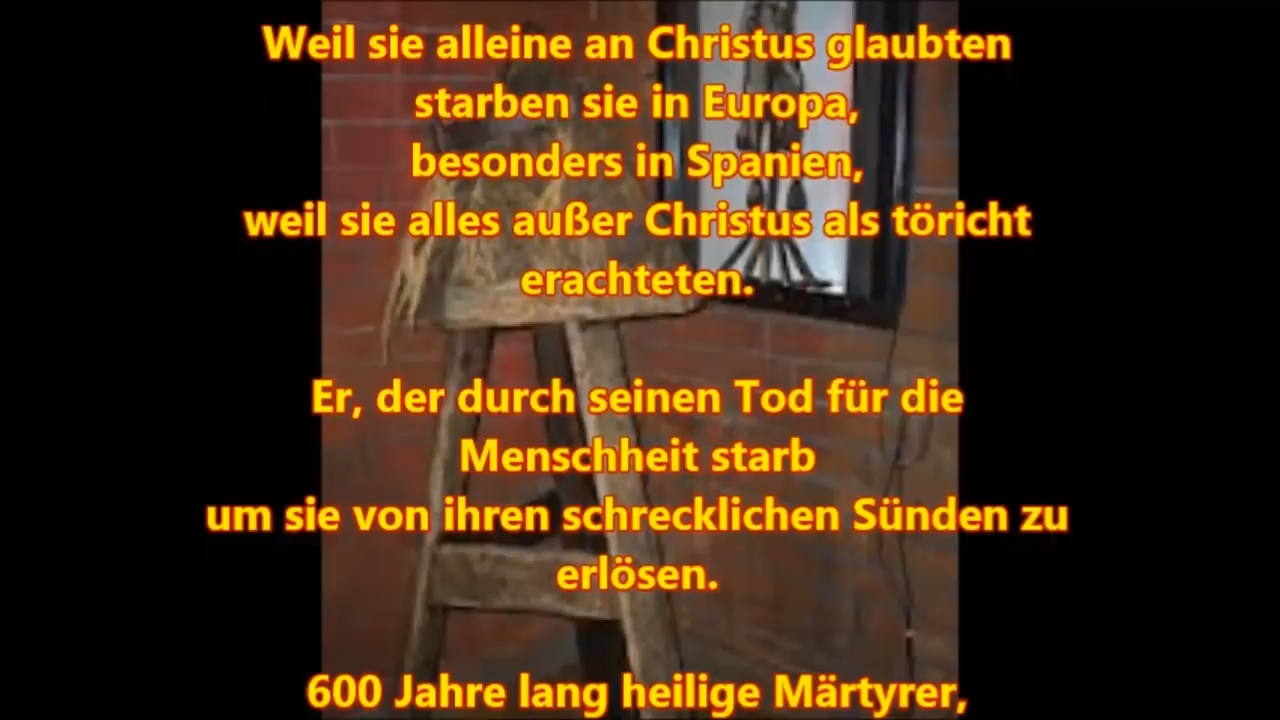 Weil sie alleine an Christus glaubten
starben sie in Europa,
besonders in Spanien,
weil sie alles außer Christus als töricht
erachteten.
Er, der durch seinen Tod für die
Menschheit starb
um sie von ihren schrecklichen Sünden zu
erlösen.
600 Jahre lang heilige Märtyrer,